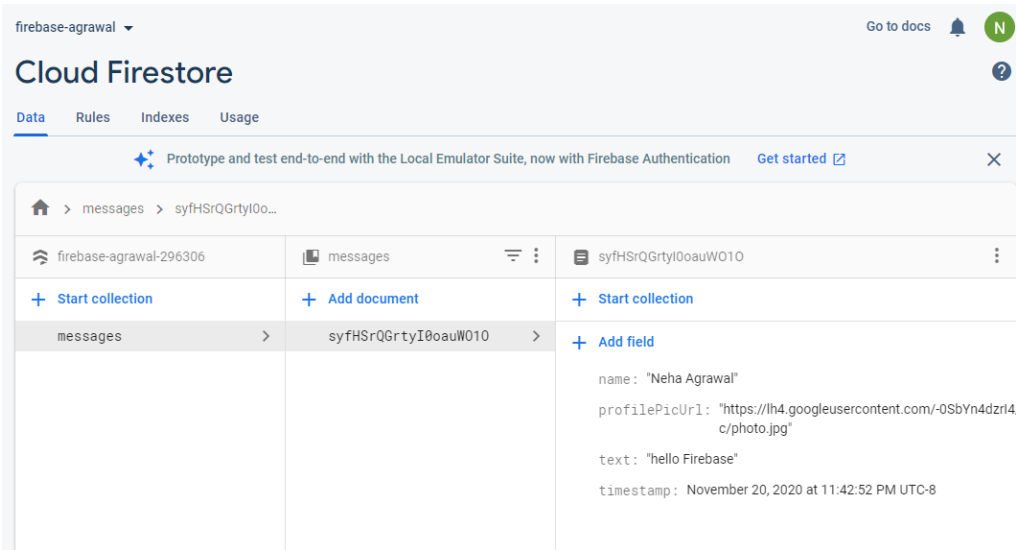 firebase-agrawal Go to docs N
Cloud Firestore
Data Rules Indexes Usage
Prototype and test end-to-end with the Local Emulator Suite, now with Firebase Authentication Get started
> messages > syfHSrQGrtyI0o...
firebase-agrawal-296306 messages syfHSrQGrtyI0oauWO1O
+ Start collection + Add document + Start collection
messages syfHSrQGrtyI0oauWO1O
+ Add field
name: "Neha Agrawal"
profilePicUrl: "https://lh4.googleusercontent.com/-0SbYn4dzrI4/
c/photo.jpg"
text: "hello Firebase"
timestamp: November 20, 2020 at 11:42:52 PM UTC-8